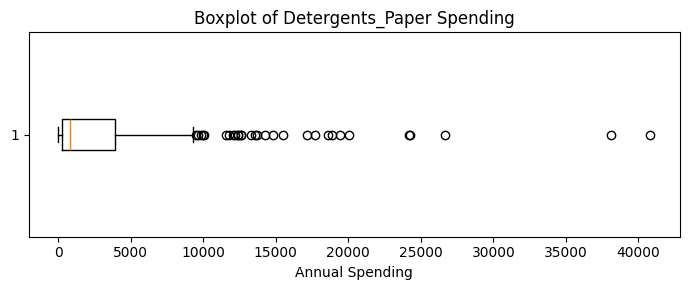 Boxplot of Detergents_Paper Spending
1
0 5000 10000 15000 20000 25000 30000 35000 40000
Annual Spending